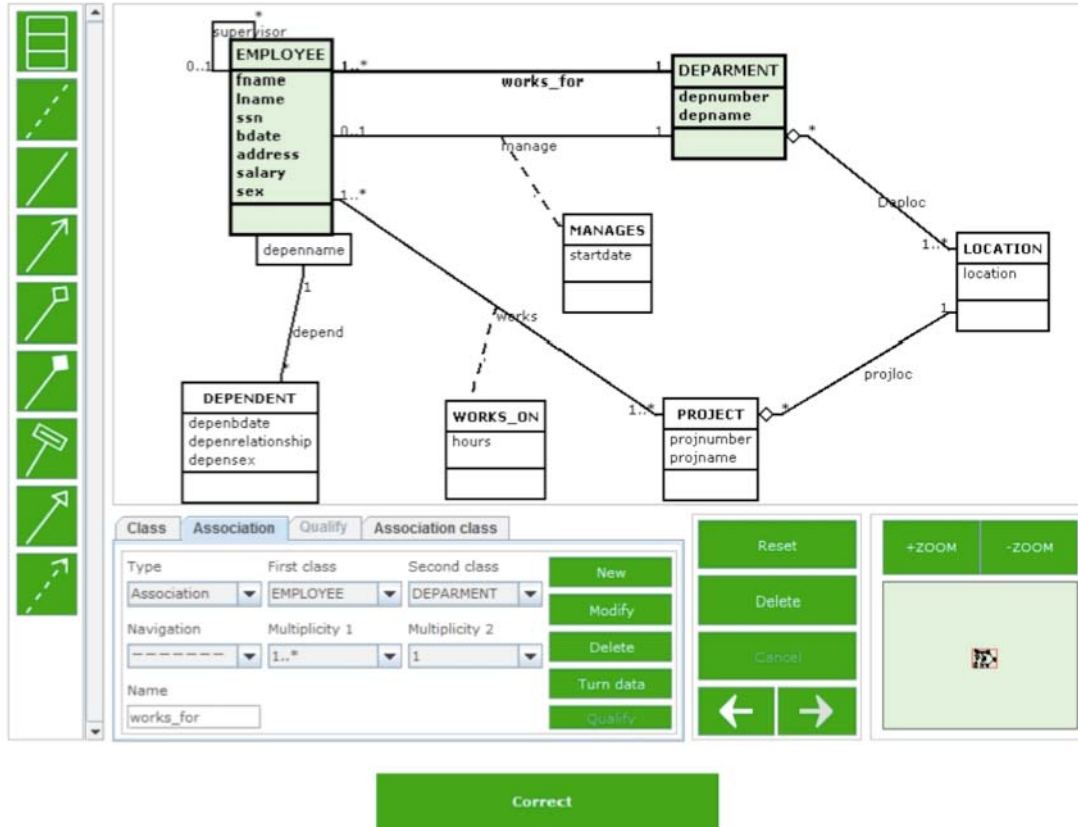 *
supervisor
0..1
EMPLOYEE
fname
lname
ssn
bdate
address
salary
sex
1..*
works_for
1
DEPARMENT
depnumber
depname
0..1
manage
1
*
1..*
MANAGES
startdate
Deploc
1..*
LOCATION
location
depenname
1
depend
*
works
1
projloc
DEPENDENT
depenbdate
depenrelationship
depensex
WORKS_ON
hours
1..*
PROJECT
projnumber
projname
*
Class Association Qualify Association class
Type First class Second class
Association EMPLOYEE DEPARMENT
Navigation Multiplicity 1 Multiplicity 2
1..* 1
Name
works_for
New
Modify
Delete
Turn data
Qualify
Reset
Delete
Cancel
+ZOOM -ZOOM
Correct